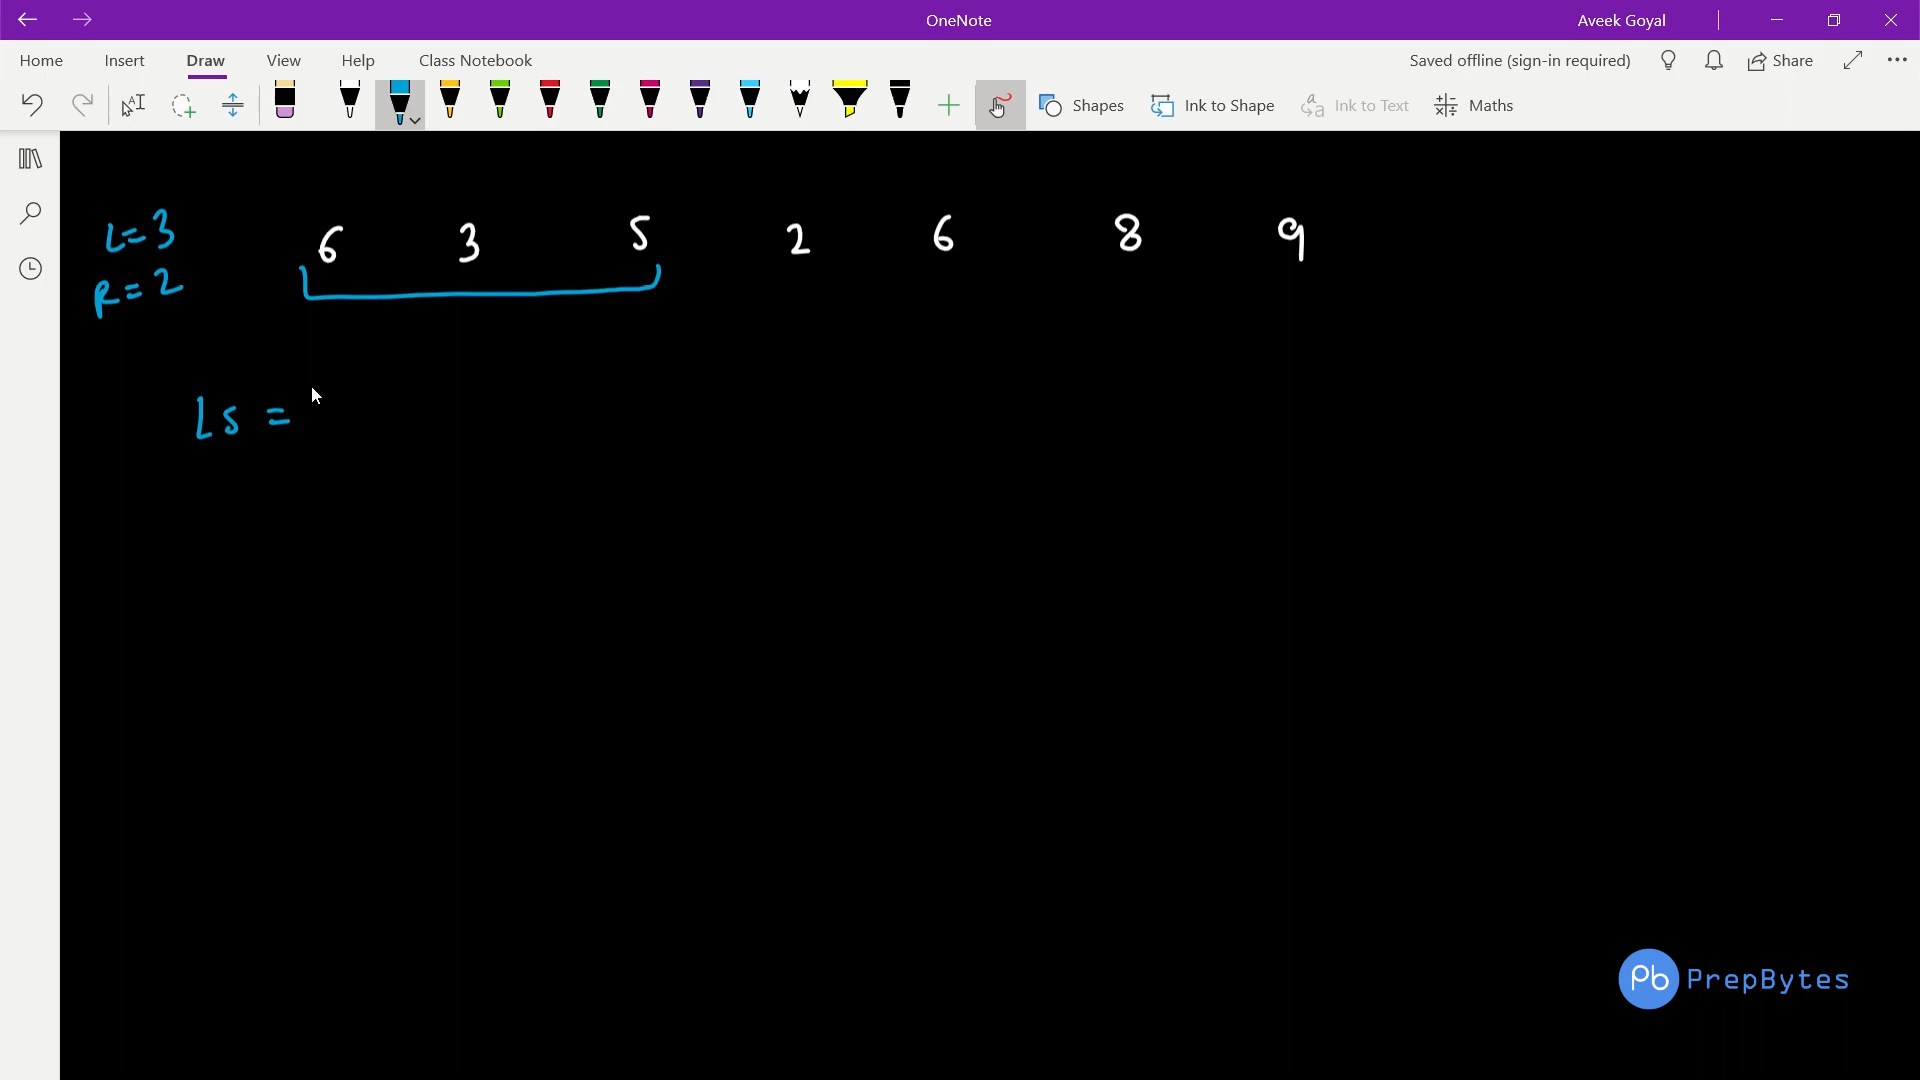 OneNote
Aveek Goyal
Home Insert Draw View Help Class Notebook
Saved offline (sign-in required) Share
Shapes Ink to Shape Ink to Text Maths
L=3
R=2
6 3 5 2 6 8 9
LS =
Pb PrepBytes